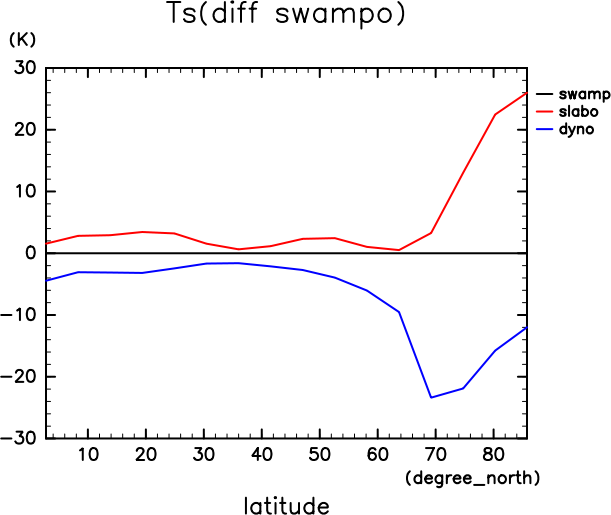 Ts(diff swampo)
(K)
30
20
10
0
−10
−20
−30
swamp
slabo
dyno
10 20 30 40 50 60 70 80
(degree_north)
latitude